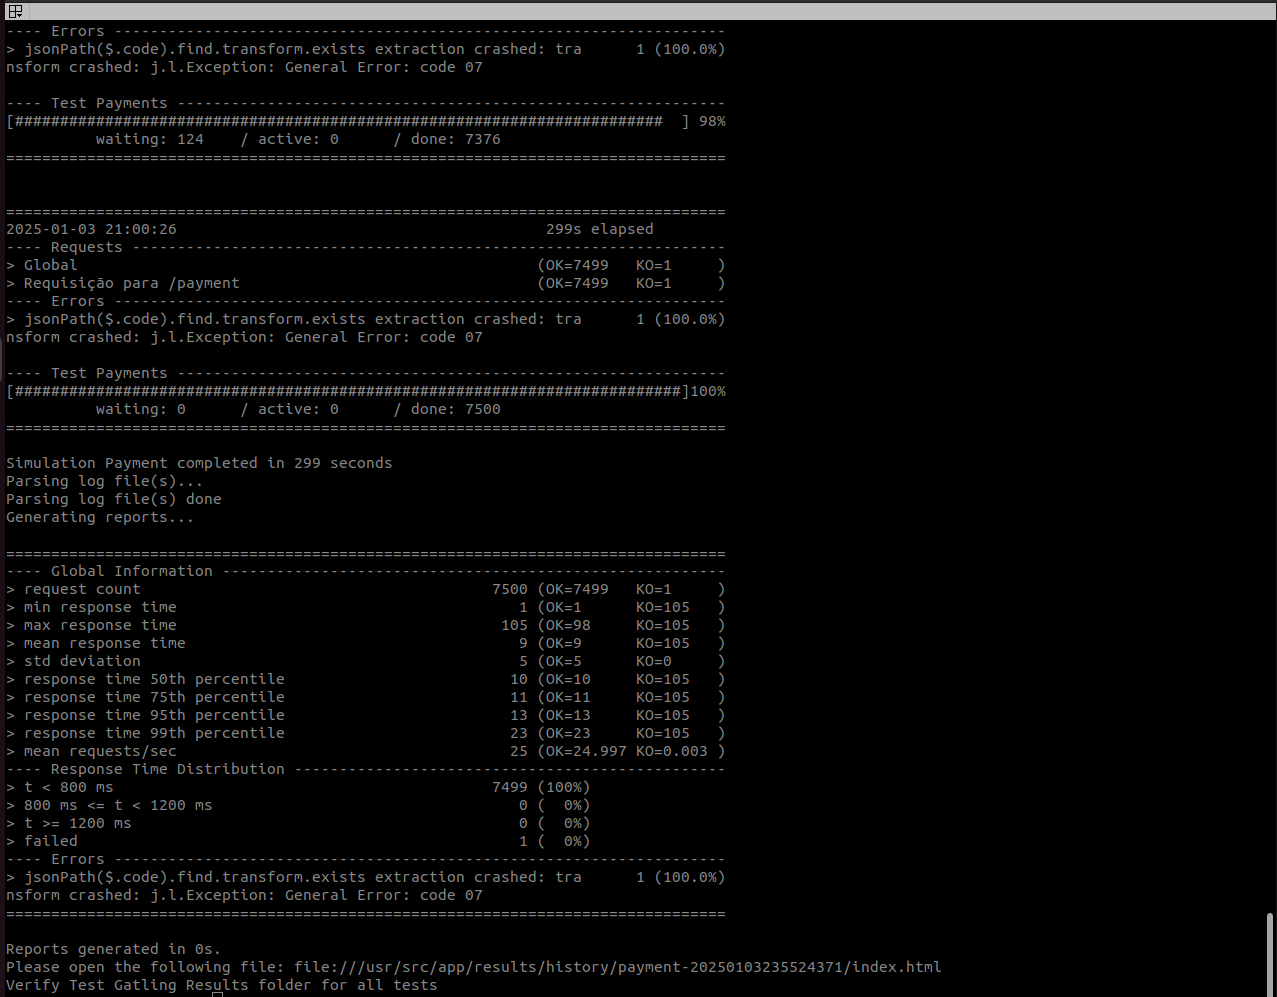 ---- Errors --------------------------------------------------------------------
> jsonPath($.code).find.transform.exists extraction crashed: tra      1 (100.0%)
nsform crashed: j.l.Exception: General Error: code 07
---- Test Payments -------------------------------------------------------------
[########################################################################  ] 98%
          waiting: 124    / active: 0      / done: 7376
================================================================================
================================================================================
2025-01-03 21:00:26                                         299s elapsed
---- Requests ------------------------------------------------------------------
> Global                                                   (OK=7499   KO=1     )
> Requisição para /payment                                 (OK=7499   KO=1     )
---- Errors --------------------------------------------------------------------
> jsonPath($.code).find.transform.exists extraction crashed: tra      1 (100.0%)
nsform crashed: j.l.Exception: General Error: code 07
---- Test Payments -------------------------------------------------------------
[##########################################################################]100%
          waiting: 0      / active: 0      / done: 7500
================================================================================
Simulation Payment completed in 299 seconds
Parsing log file(s)...
Parsing log file(s) done
Generating reports...
================================================================================
---- Global Information --------------------------------------------------------
> request count                                       7500 (OK=7499   KO=1     )
> min response time                                      1 (OK=1      KO=105   )
> max response time                                    105 (OK=98     KO=105   )
> mean response time                                     9 (OK=9      KO=105   )
> std deviation                                          5 (OK=5      KO=0     )
> response time 50th percentile                         10 (OK=10     KO=105   )
> response time 75th percentile                         11 (OK=11     KO=105   )
> response time 95th percentile                         13 (OK=13     KO=105   )
> response time 99th percentile                         23 (OK=23     KO=105   )
> mean requests/sec                                     25 (OK=24.997 KO=0.003 )
---- Response Time Distribution ------------------------------------------------
> t < 800 ms                                          7499 (100%)
> 800 ms <= t < 1200 ms                                  0 (  0%)
> t >= 1200 ms                                           0 (  0%)
> failed                                                 1 (  0%)
---- Errors --------------------------------------------------------------------
> jsonPath($.code).find.transform.exists extraction crashed: tra      1 (100.0%)
nsform crashed: j.l.Exception: General Error: code 07
================================================================================
Reports generated in 0s.
Please open the following file: file:///usr/src/app/results/history/payment-20250103235524371/index.html
Verify Test Gatling Results folder for all tests